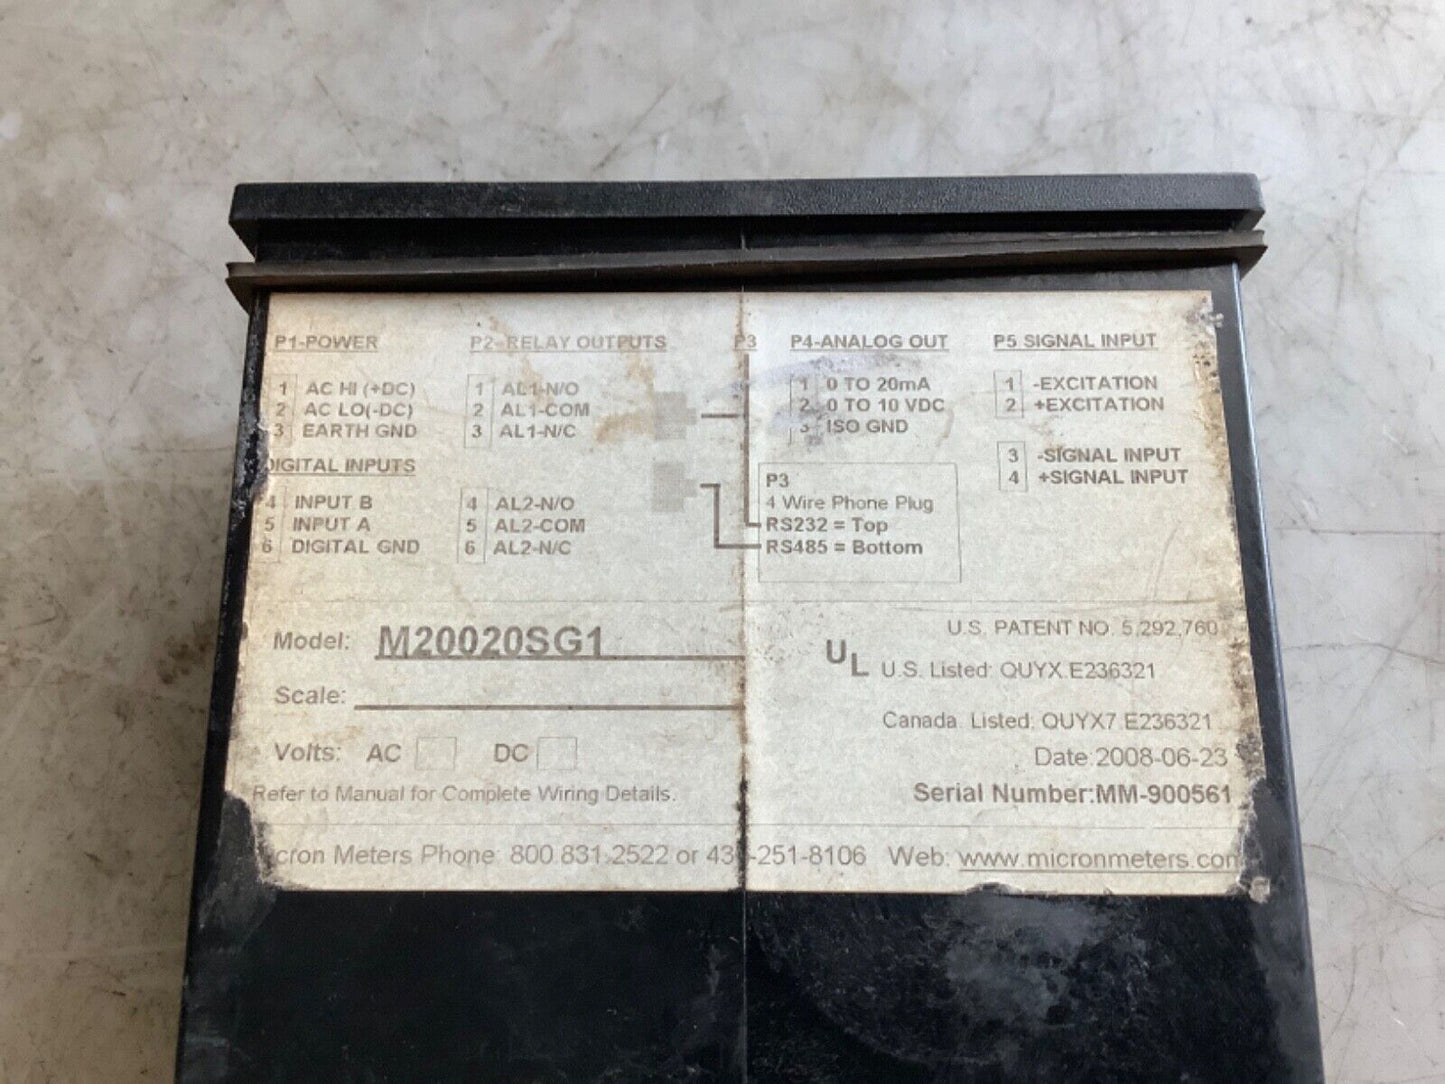 P1-POWER
1 AC HI (+DC)
2 AC LO(-DC)
3 EARTH GND
DIGITAL INPUTS
4 INPUT B
5 INPUT A
6 DIGITAL GND
P2-RELAY OUTPUTS
1 AL1-N/O
2 AL1-COM
3 AL1-N/C
4 AL2-N/O
5 AL2-COM
6 AL2-N/C
P3
P4-ANALOG OUT
1 0 TO 20mA
2 0 TO 10 VDC
3 ISO GND
P3
4 Wire Phone Plug
RS232 = Top
RS485 = Bottom
P5 SIGNAL INPUT
1 -EXCITATION
2 +EXCITATION
3 -SIGNAL INPUT
4 +SIGNAL INPUT
Model: M20020SG1
Scale:
Volts: AC DC
Refer to Manual for Complete Wiring Details.
U.S. PATENT NO. 5,292,760
UL U.S. Listed: QUYX.E236321
Canada Listed: QUYX7.E236321
Date:2008-06-23
Serial Number:MM-900561
cron Meters Phone: 800.831.2522 or 43 -251-8106 Web: www.micronmeters.com